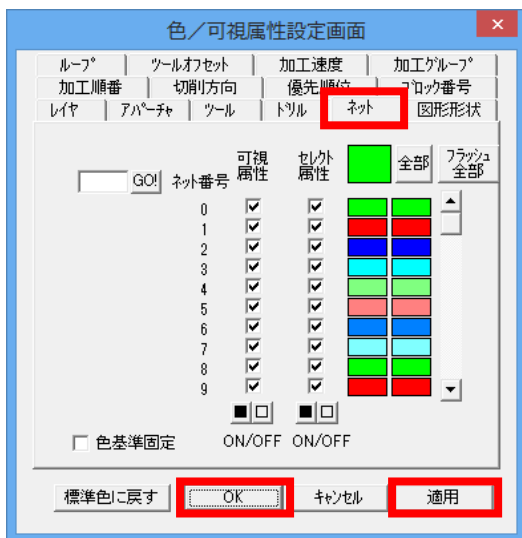 色／可視属性設定画面 ×
ﾙｰﾌﾟ ﾂｰﾙｵﾌｾｯﾄ 加工速度 加工ｸﾞﾙｰﾌﾟ
加工順番 切削方向 優先順位 ﾌﾞﾛｯｸ番号
ﾚｲﾔ ｱﾊﾟｰﾁｬ ﾂｰﾙ ﾄﾞﾘﾙ ﾈｯﾄ 図形形状
GO! ﾈｯﾄ番号 可視属性 ｾﾚｸﾄ属性 全部 ﾌﾗｯｼｭ全部
0
1
2
3
4
5
6
7
8
9
色基準固定 ON/OFF ON/OFF
標準色に戻す OK ｷｬﾝｾﾙ 適用